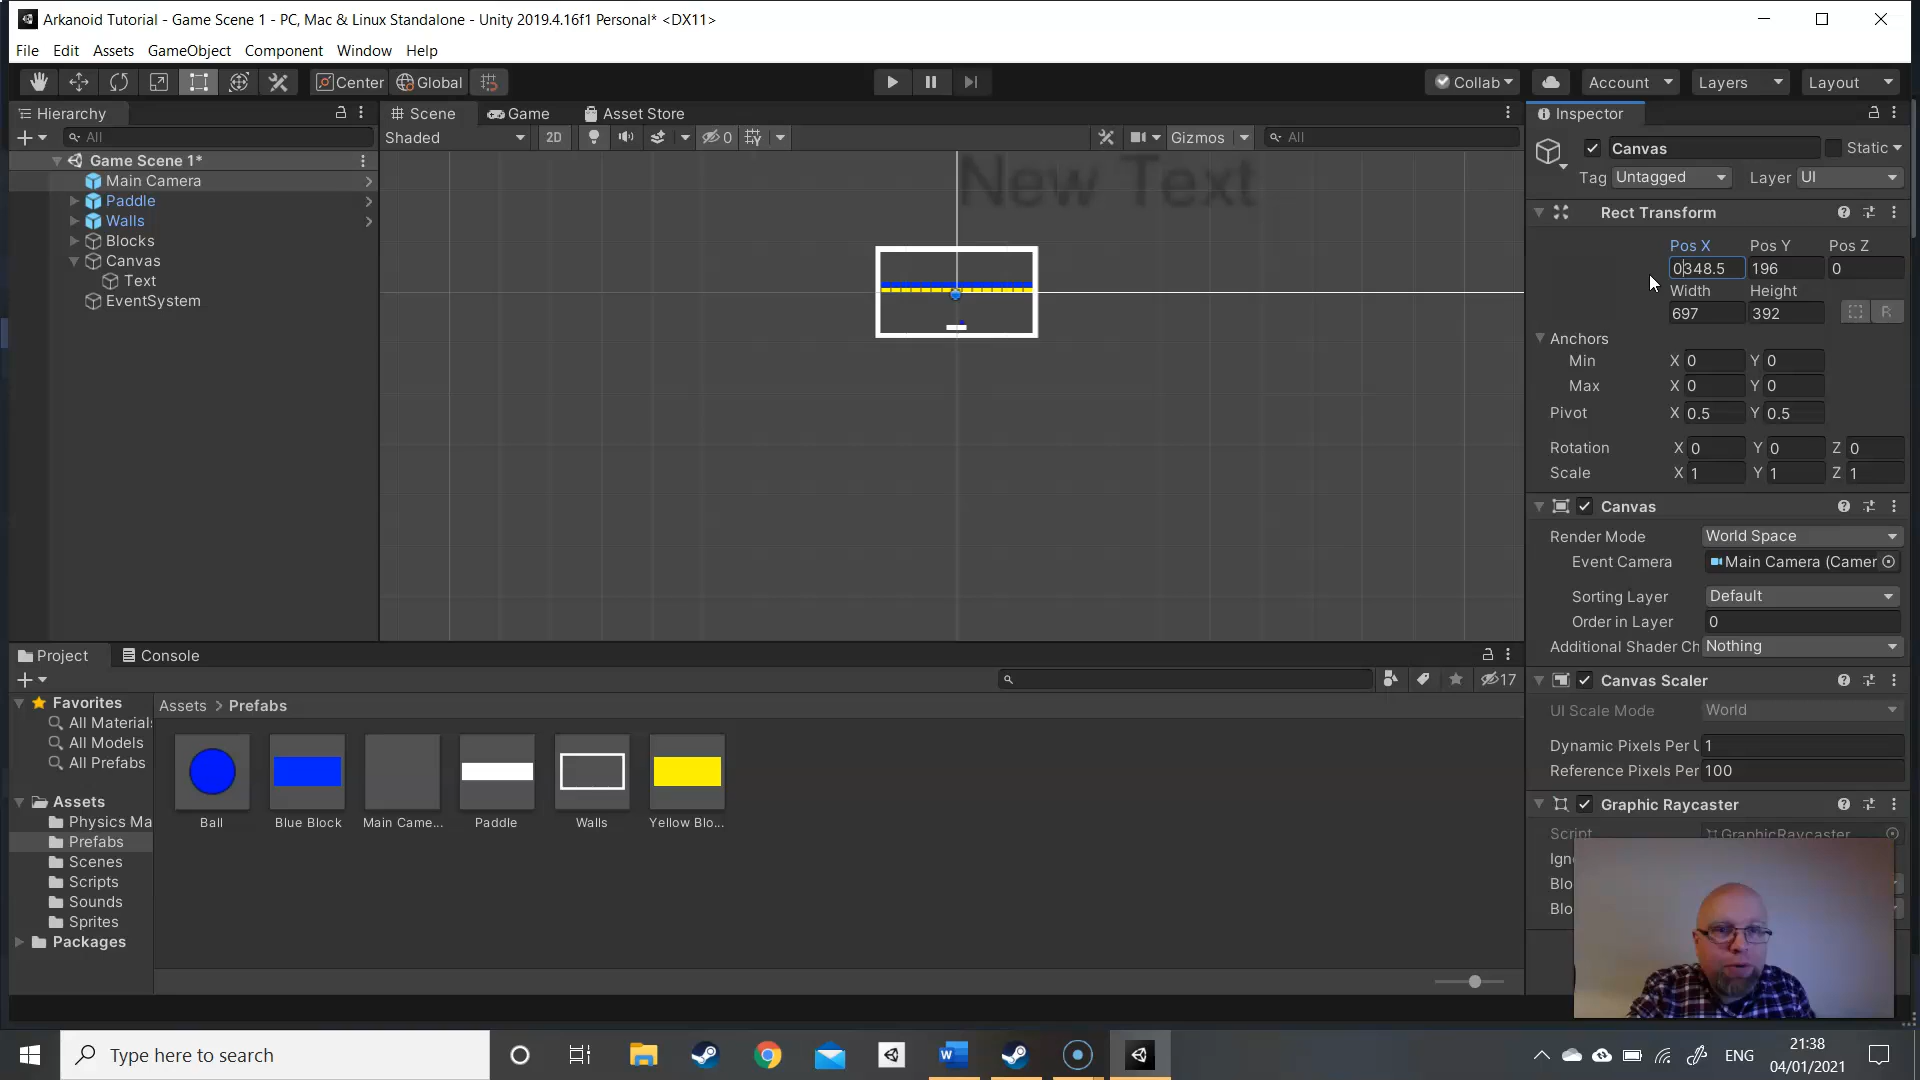 Arkanoid Tutorial - Game Scene 1 - PC, Mac & Linux Standalone - Unity 2019.4.16f1 Personal* <DX11>
File Edit Assets GameObject Component Window Help
Center Global Collab Account Layers Layout
Hierarchy
All
Game Scene 1*
Main Camera
Paddle
Walls
Blocks
Canvas
Text
EventSystem
Scene Game Asset Store
Shaded 2D 0 Gizmos All
New Text
Inspector
Canvas Static
Tag Untagged Layer UI
Rect Transform
Pos X Pos Y Pos Z
0348.5 196 0
Width Height
697 392 R
Anchors
Min X 0 Y 0
Max X 0 Y 0
Pivot X 0.5 Y 0.5
Rotation X 0 Y 0 Z 0
Scale X 1 Y 1 Z 1
Canvas
Render Mode World Space
Event Camera Main Camera (Camer
Sorting Layer Default
Order in Layer 0
Additional Shader Ch Nothing
Canvas Scaler
UI Scale Mode World
Dynamic Pixels Per U 1
Reference Pixels Per 100
Graphic Raycaster
Script GraphicRaycaster
Ign
Blo
Blo
Project Console
17
Favorites
All Materials
All Models
All Prefabs
Assets
Physics Ma
Prefabs
Scenes
Scripts
Sounds
Sprites
Packages
Assets > Prefabs
Ball Blue Block Main Came... Paddle Walls Yellow Blo...
Type here to search
ENG
21:38
04/01/2021